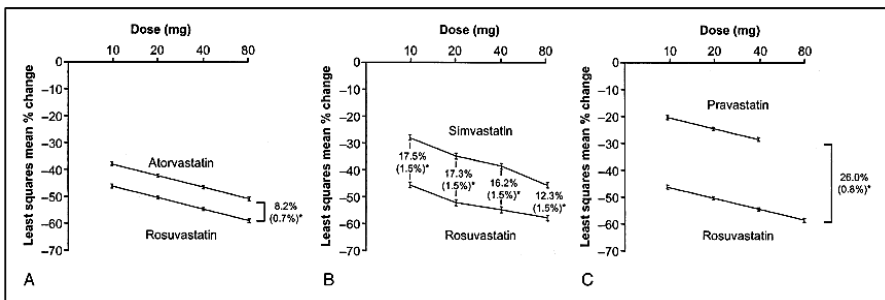 Dose (mg)
10 20 40 80
0
−10
−20
−30
−40
−50
−60
−70
Least squares mean % change
Atorvastatin
8.2%
(0.7%)*
Rosuvastatin
A
Dose (mg)
10 20 40 80
0
−10
−20
−30
−40
−50
−60
−70
Least squares mean % change
Simvastatin
17.5%
(1.5%)*
17.3%
(1.5%)*
16.2%
(1.5%)*
12.3%
(1.5%)*
Rosuvastatin
B
Dose (mg)
10 20 40 80
0
−10
−20
−30
−40
−50
−60
−70
Least squares mean % change
Pravastatin
26.0%
(0.8%)*
Rosuvastatin
C